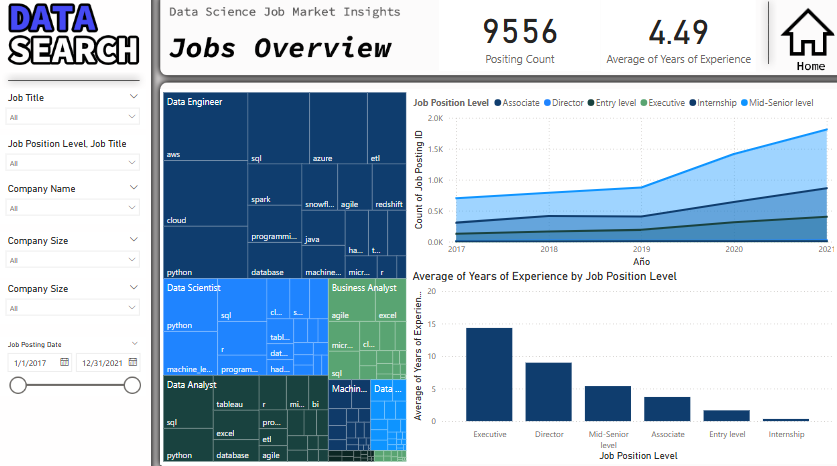 DATA
SEARCH
Data Science Job Market Insights
Jobs Overview
9556
Positing Count
4.49
Average of Years of Experience
Home
Job Title
All
Job Position Level, Job Title
All
Company Name
All
Company Size
All
Company Size
All
Job Posting Date
1/1/2017
12/31/2021
Data Engineer
aws
sql
azure
etl
cloud
spark
snowfl...
agile
redshift
programmi...
java
ha...
t...
python
database
machine...
micr...
r
Data Scientist
python
sql
cl...
s...
r
tabl...
dat...
machine_le...
program...
had...
Business Analyst
agile
excel
micr...
cl...
sql
Data Analyst
sql
tableau
r
mi...
bi
excel
pro...
etl
python
database
agile
Machin...
Data ...
Job Position Level
Associate
Director
Entry level
Executive
Internship
Mid-Senior level
Count of Job Posting ID
2.0K
1.5K
1.0K
0.5K
0.0K
2017
2018
2019
2020
2021
Año
Average of Years of Experience by Job Position Level
Average of Years of Experien...
20
15
10
5
0
Executive
Director
Mid-Senior
level
Associate
Entry level
Internship
Job Position Level